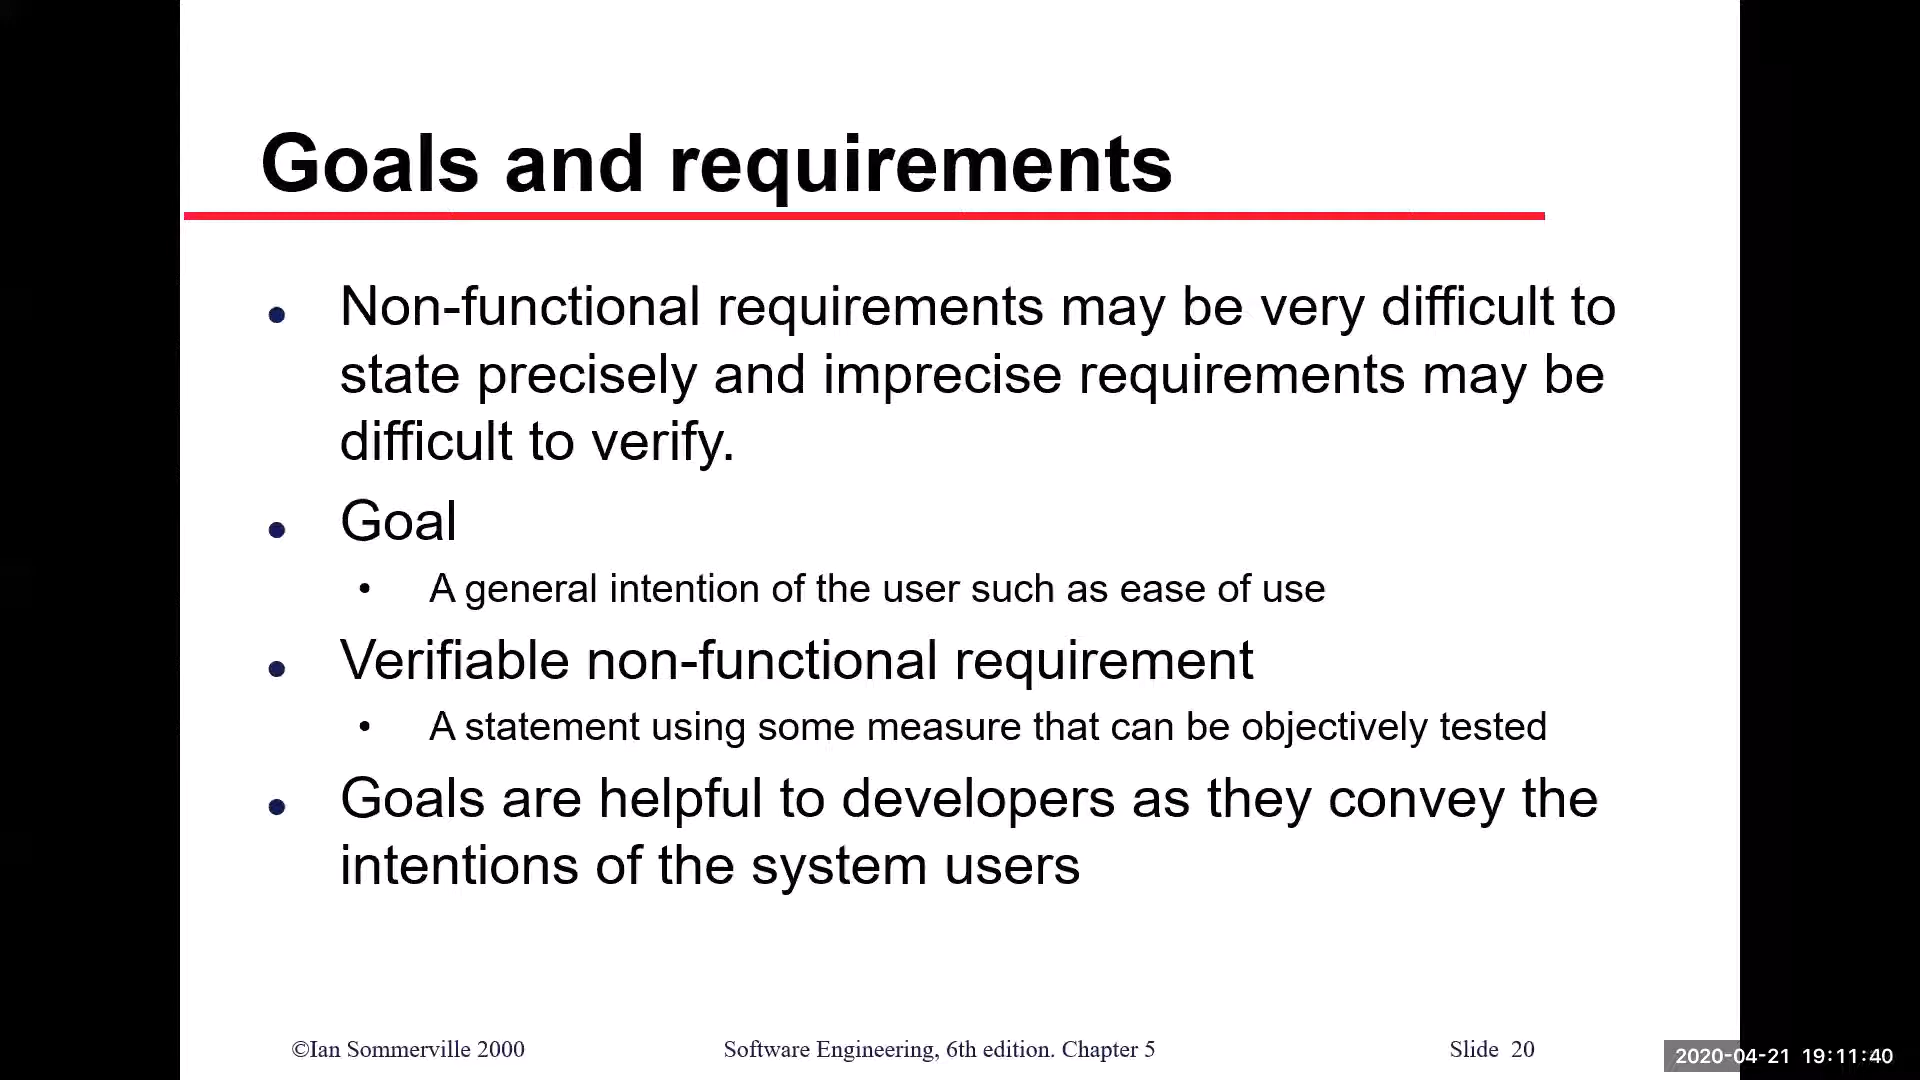 Goals and requirements
● Non-functional requirements may be very difficult to
state precisely and imprecise requirements may be
difficult to verify.
● Goal
• A general intention of the user such as ease of use
● Verifiable non-functional requirement
• A statement using some measure that can be objectively tested
● Goals are helpful to developers as they convey the
intentions of the system users
©Ian Sommerville 2000 Software Engineering, 6th edition. Chapter 5 Slide 20
2020-04-21 19:11:40